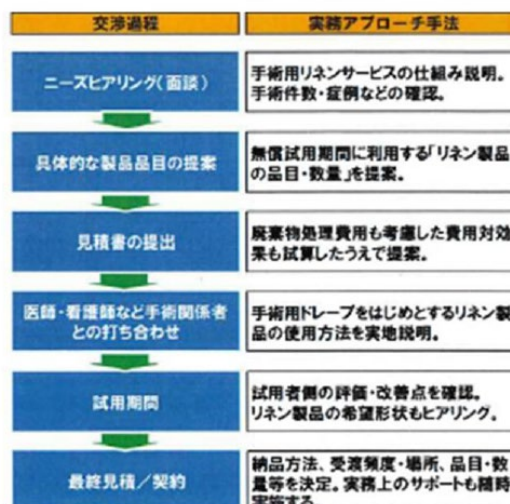 交渉過程
実務アプローチ手法
ニーズヒアリング(面談)
手術用リネンサービスの仕組み説明。
手術件数・症例などの確認。
具体的な製品品目の提案
無償試用期間に利用する「リネン製品
の品目・数量」を提案。
見積書の提出
廃棄物処理費用も考慮した費用対効
果も試算したうえで提案。
医師・看護師など手術関係者
との打ち合わせ
手術用ドレープをはじめとするリネン製
品の使用方法を実地説明。
試用期間
試用者側の評価・改善点を確認。
リネン製品の希望形状もヒアリング。
最終見積/契約
納品方法、受渡頻度・場所、品目・数
量等を決定。実務上のサポートも随時
実施する。